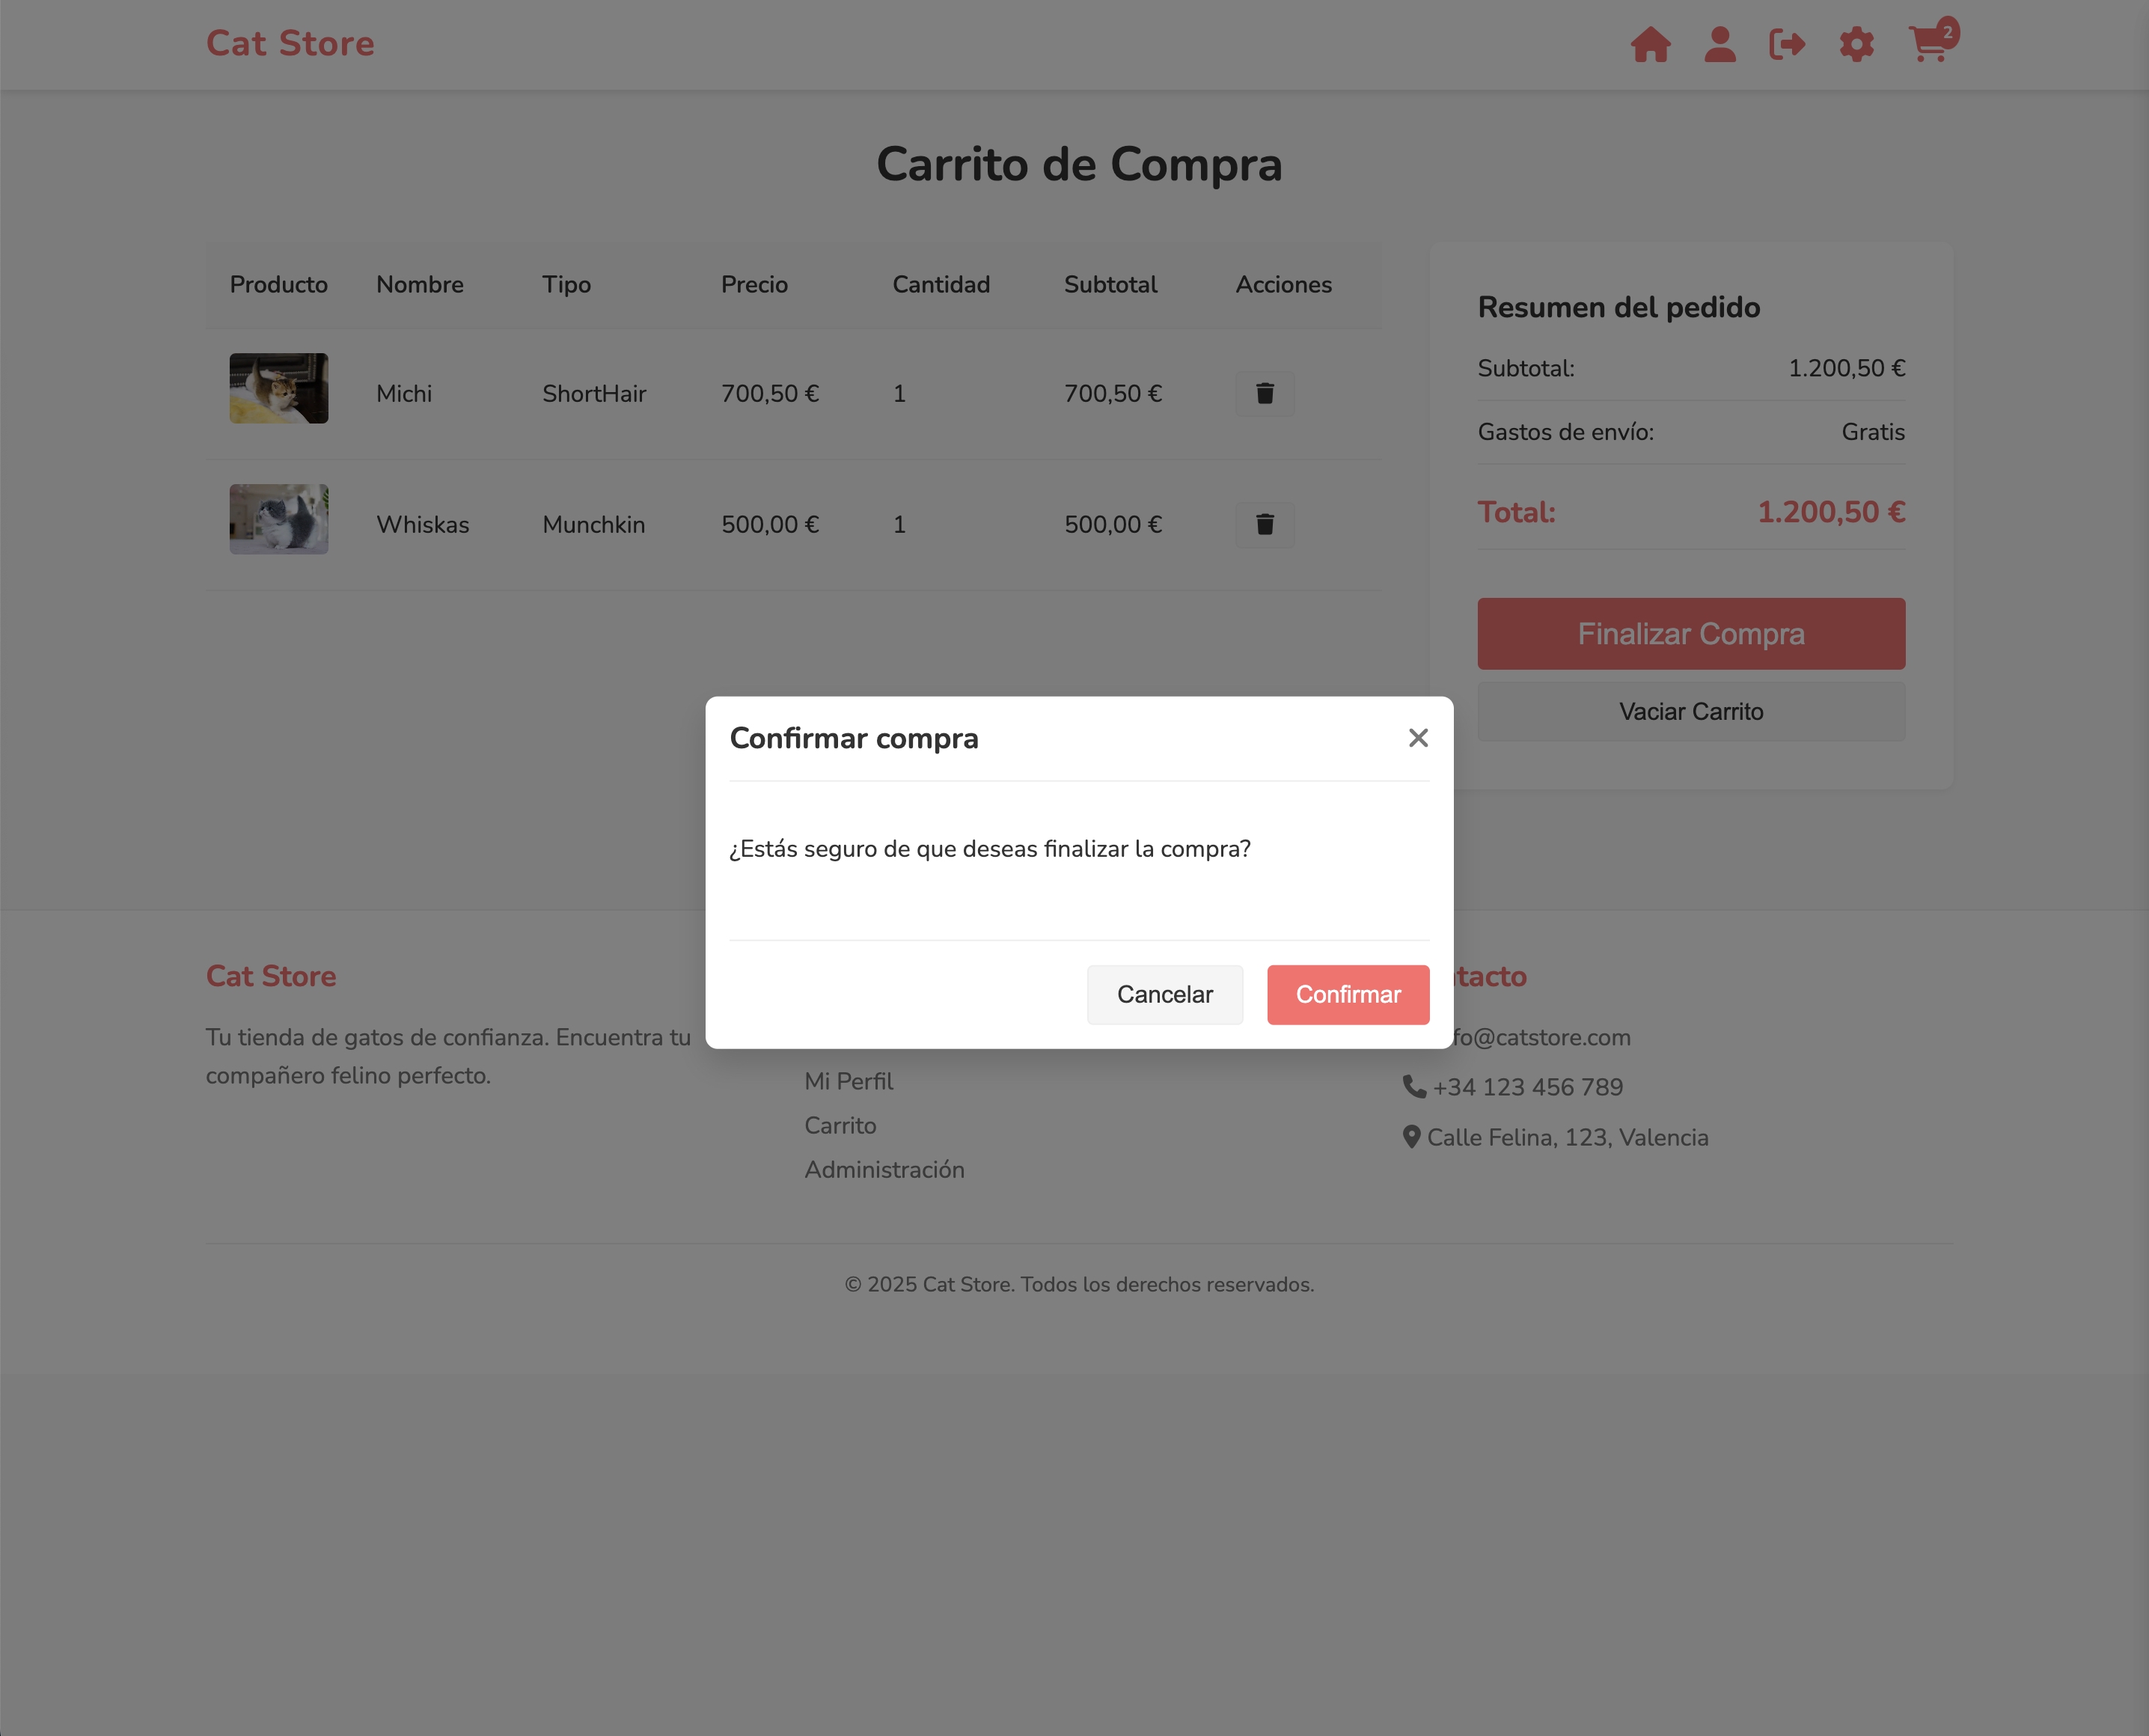 Cat Store
2
Carrito de Compra
Producto Nombre Tipo Precio Cantidad Subtotal Acciones
Michi ShortHair 700,50 € 1 700,50 €
Whiskas Munchkin 500,00 € 1 500,00 €
Resumen del pedido
Subtotal: 1.200,50 €
Gastos de envío: Gratis
Total: 1.200,50 €
Finalizar Compra
Vaciar Carrito
Confirmar compra
¿Estás seguro de que deseas finalizar la compra?
Cancelar Confirmar
Cat Store
Tu tienda de gatos de confianza. Encuentra tu
compañero felino perfecto.
Mi Perfil
Carrito
Administración
tacto
fo@catstore.com
+34 123 456 789
Calle Felina, 123, Valencia
© 2025 Cat Store. Todos los derechos reservados.